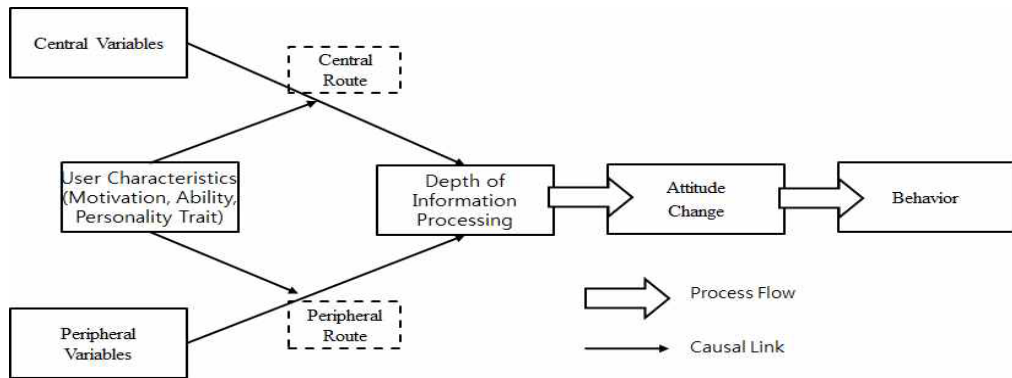 Central Variables
Central
Route
User Characteristics
(Motivation, Ability,
Personality Trait)
Depth of
Information
Processing
Attitude
Change
Behavior
Peripheral
Variables
Peripheral
Route
Process Flow
Causal Link